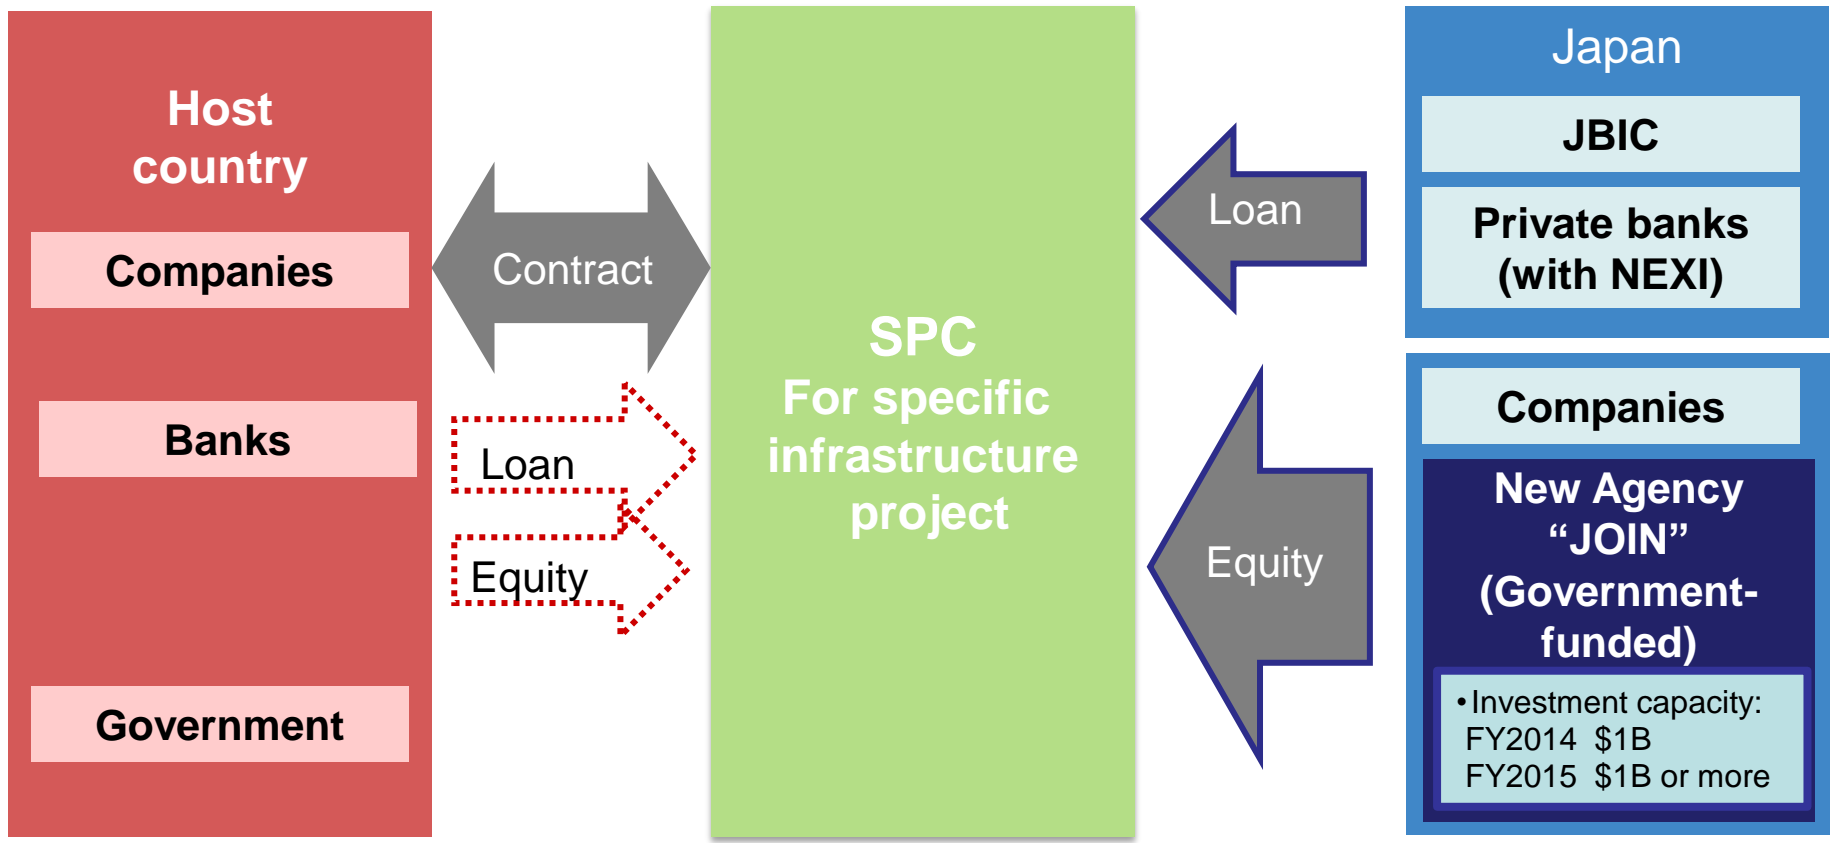 Host
country
Companies
Banks
Government
Contract
Loan
Equity
SPC
For specific
infrastructure
project
Loan
Equity
Japan
JBIC
Private banks
(with NEXI)
Companies
New Agency
“JOIN”
(Government-
funded)
•Investment capacity:
FY2014 $1B
FY2015 $1B or more